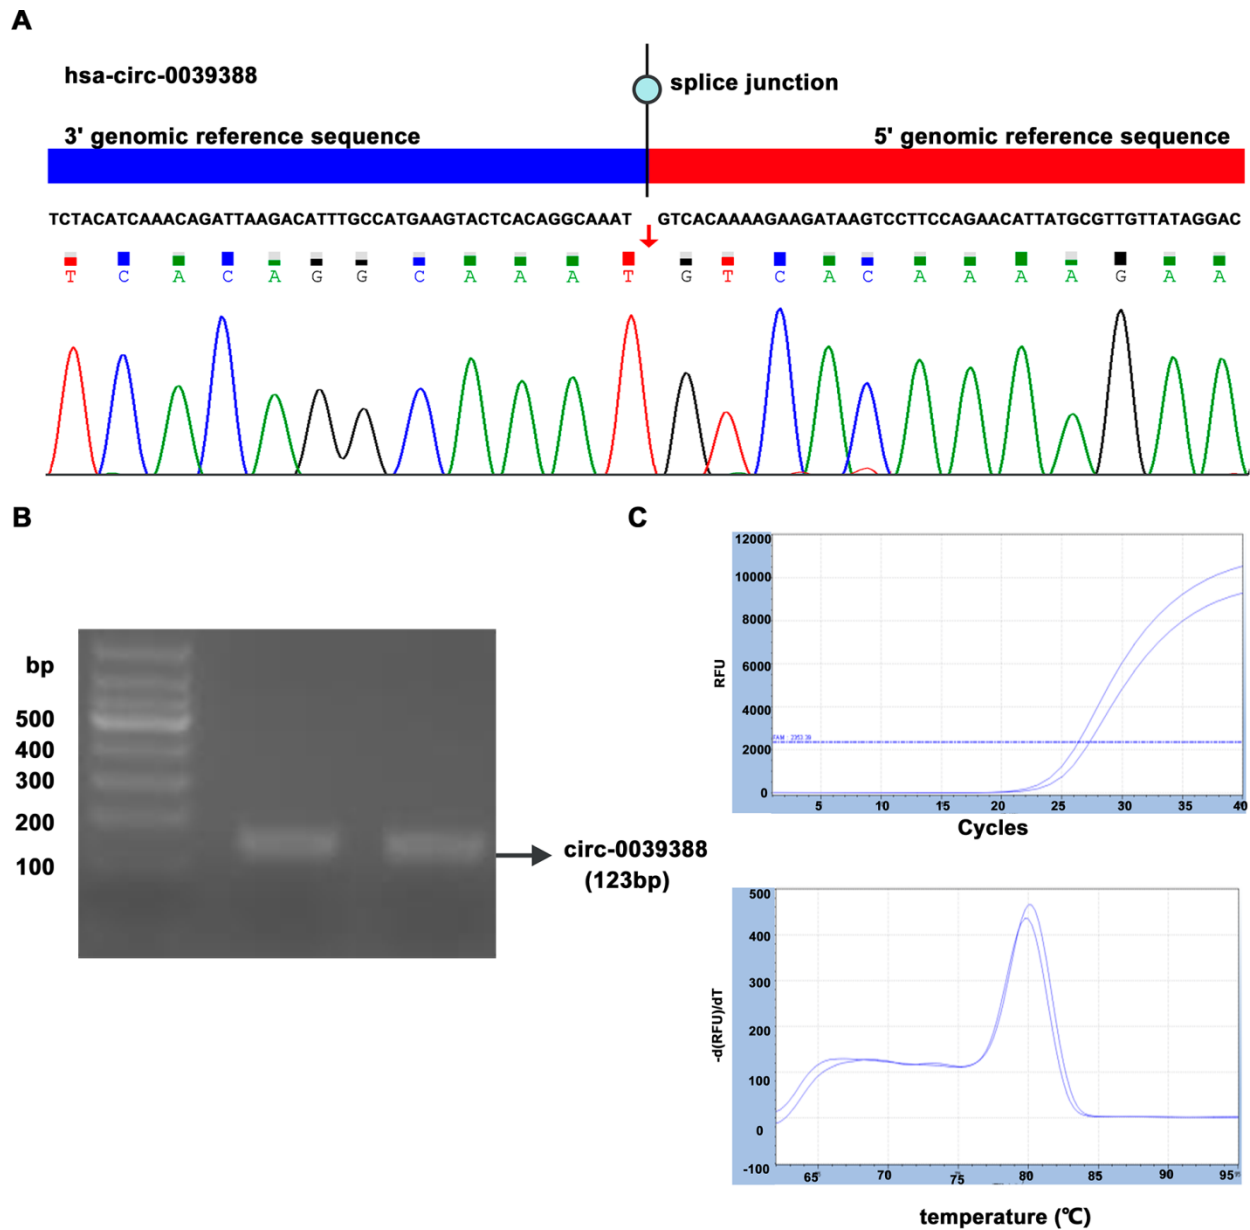 A
hsa-circ-0039388
splice junction
3' genomic reference sequence
5' genomic reference sequence
TCTACATCAAACAGATTAAGACATTTGCCATGAAGTACTCACAGGCAAAT GTCACAAAAGAAGATAAGTCCTTCCAGAACATTATGCGTTGTTATAGGAC
T C A C A G G C A A A T G T C A C A A A A G A A
B
bp
500
400
300
200
100
circ-0039388
(123bp)
C
12000
10000
8000
6000
4000
2000
0
RFU
FAM : 2353.39
5 10 15 20 25 30 35 40
Cycles
500
400
300
200
100
0
-100
-d(RFU)/dT
65 70 75 80 85 90 95
temperature (℃)